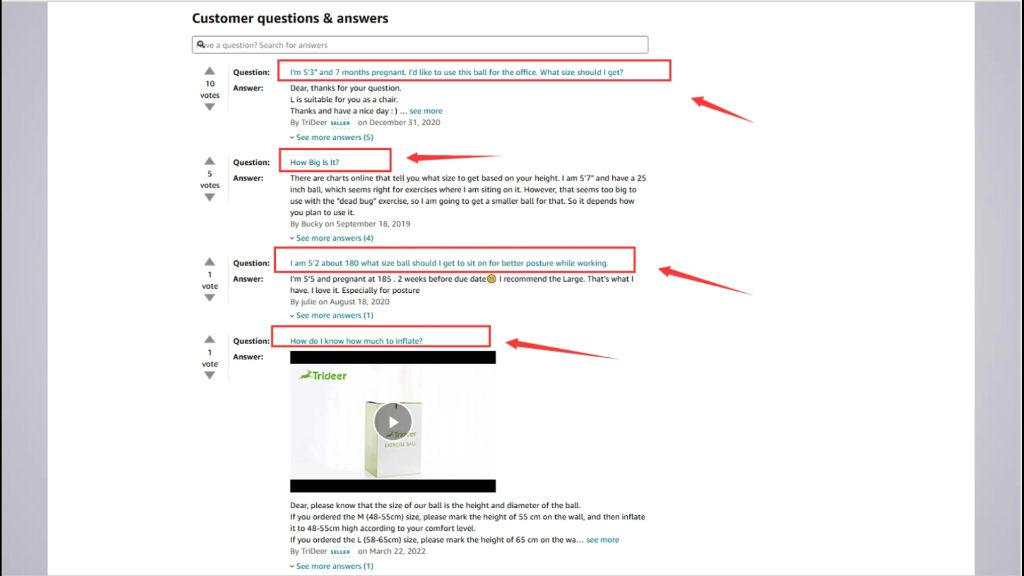 Customer questions & answers
Have a question? Search for answers
10
votes
Question:
I'm 5'3" and 7 months pregnant. I'd like to use this ball for the office. What size should I get?
Answer:
Dear, thanks for your question.
L is suitable for you as a chair.
Thanks and have a nice day : ) ... see more
By TriDeer SELLER on December 31, 2020
See more answers (5)
5
votes
Question:
How Big Is It?
Answer:
There are charts online that tell you what size to get based on your height. I am 5'7" and have a 25
inch ball, which seems right for exercises where I am siting on it. However, that seems too big to
use with the "dead bug" exercise, so I am going to get a smaller ball for that. So it depends how
you plan to use it.
By Bucky on September 18, 2019
See more answers (4)
1
vote
Question:
I am 5'2 about 180 what size ball should I get to sit on for better posture while working.
Answer:
I'm 5'5 and pregnant at 185 . 2 weeks before due date😊 I recommend the Large. That's what I
have. I love it. Especially for posture
By julie on August 18, 2020
See more answers (1)
1
vote
Question:
How do I know how much to inflate?
Answer:
Trideer
Trideer
EXERCISE BALL
Dear, please know that the size of our ball is the height and diameter of the ball.
If you ordered the M (48-55cm) size, please mark the height of 55 cm on the wall, and then inflate
it to 48-55cm high according to your comfort level.
If you ordered the L (58-65cm) size, please mark the height of 65 cm on the wa... see more
By TriDeer SELLER on March 22, 2022
See more answers (1)